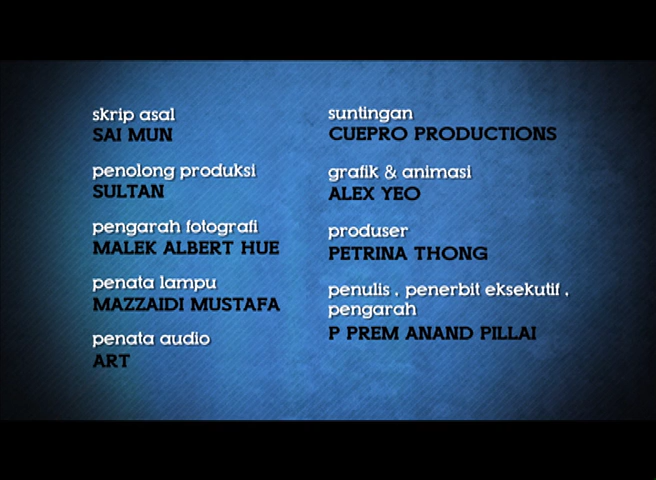 skrip asal
SAI MUN
penolong produksi
SULTAN
pengarah fotografi
MALEK ALBERT HUE
penata lampu
MAZZAIDI MUSTAFA
penata audio
ART
suntingan
CUEPRO PRODUCTIONS
grafik & animasi
ALEX YEO
produser
PETRINA THONG
penulis , penerbit eksekutif ,
pengarah
P PREM ANAND PILLAI